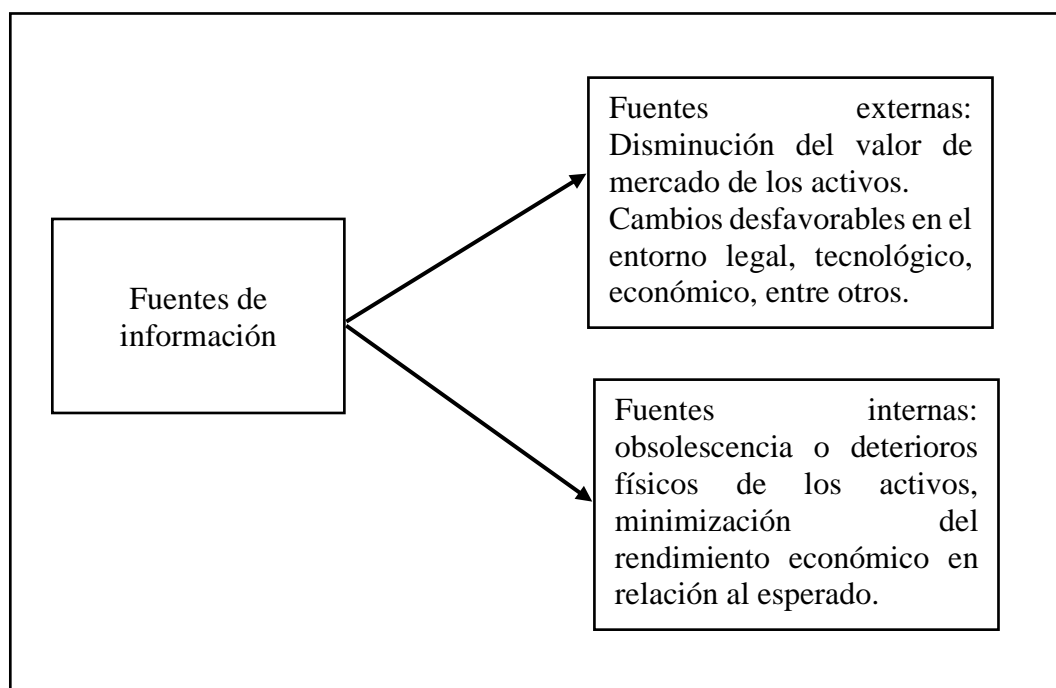 Fuentes de
información
Fuentes externas:
Disminución del valor de
mercado de los activos.
Cambios desfavorables en el
entorno legal, tecnológico,
económico, entre otros.
Fuentes internas:
obsolescencia o deterioros
físicos de los activos,
minimización del
rendimiento económico en
relación al esperado.